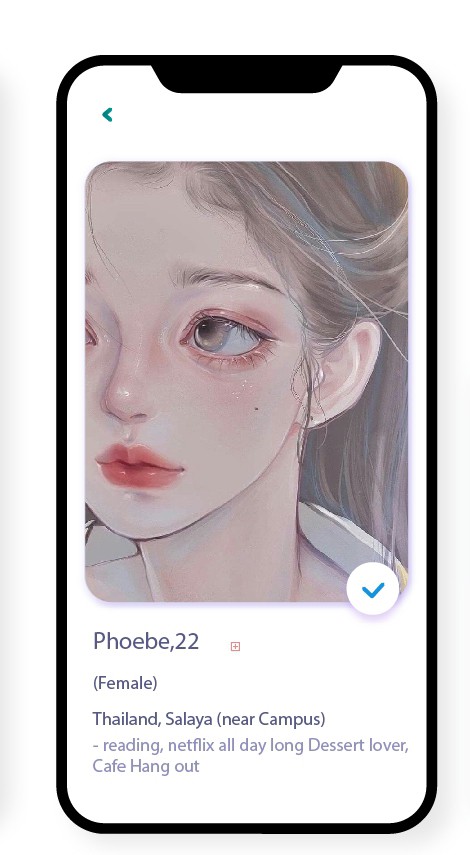 Phoebe,22
(Female)
Thailand, Salaya (near Campus)
- reading, netflix all day long Dessert lover,
Cafe Hang out